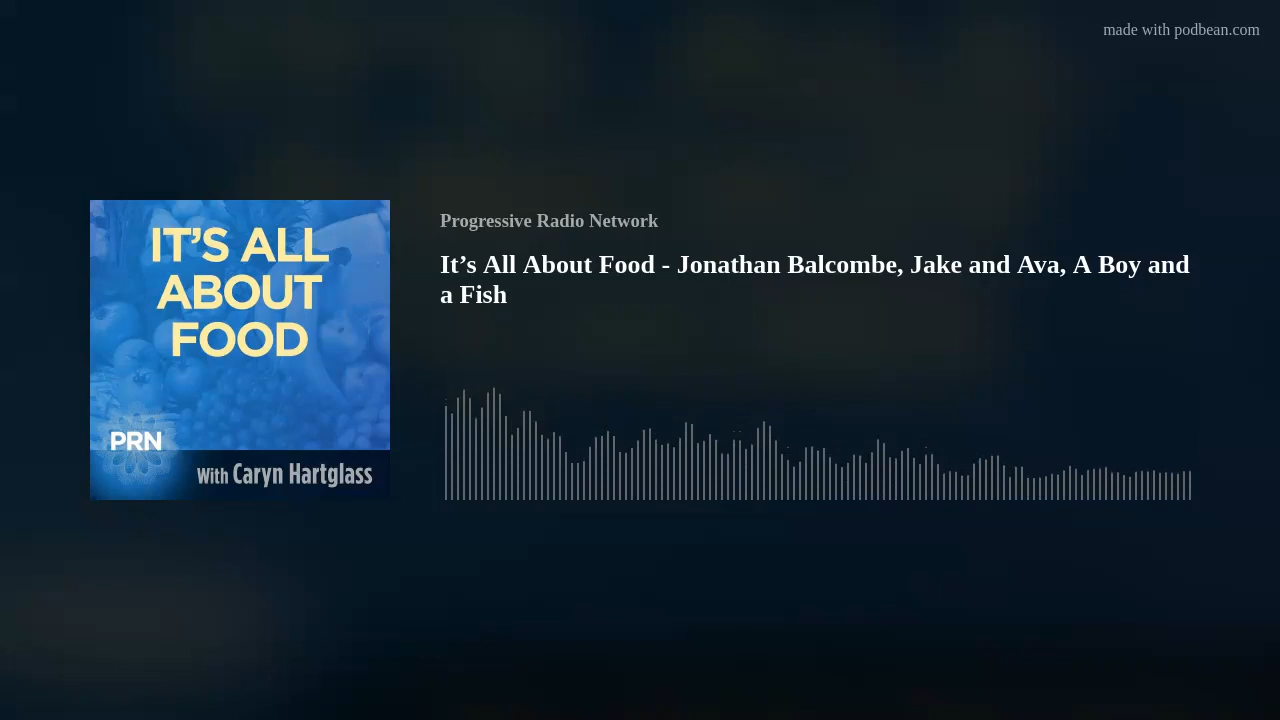 made with podbean.com
IT'S ALL
ABOUT
FOOD
PRN
With Caryn Hartglass
Progressive Radio Network
It’s All About Food - Jonathan Balcombe, Jake and Ava, A Boy and
a Fish